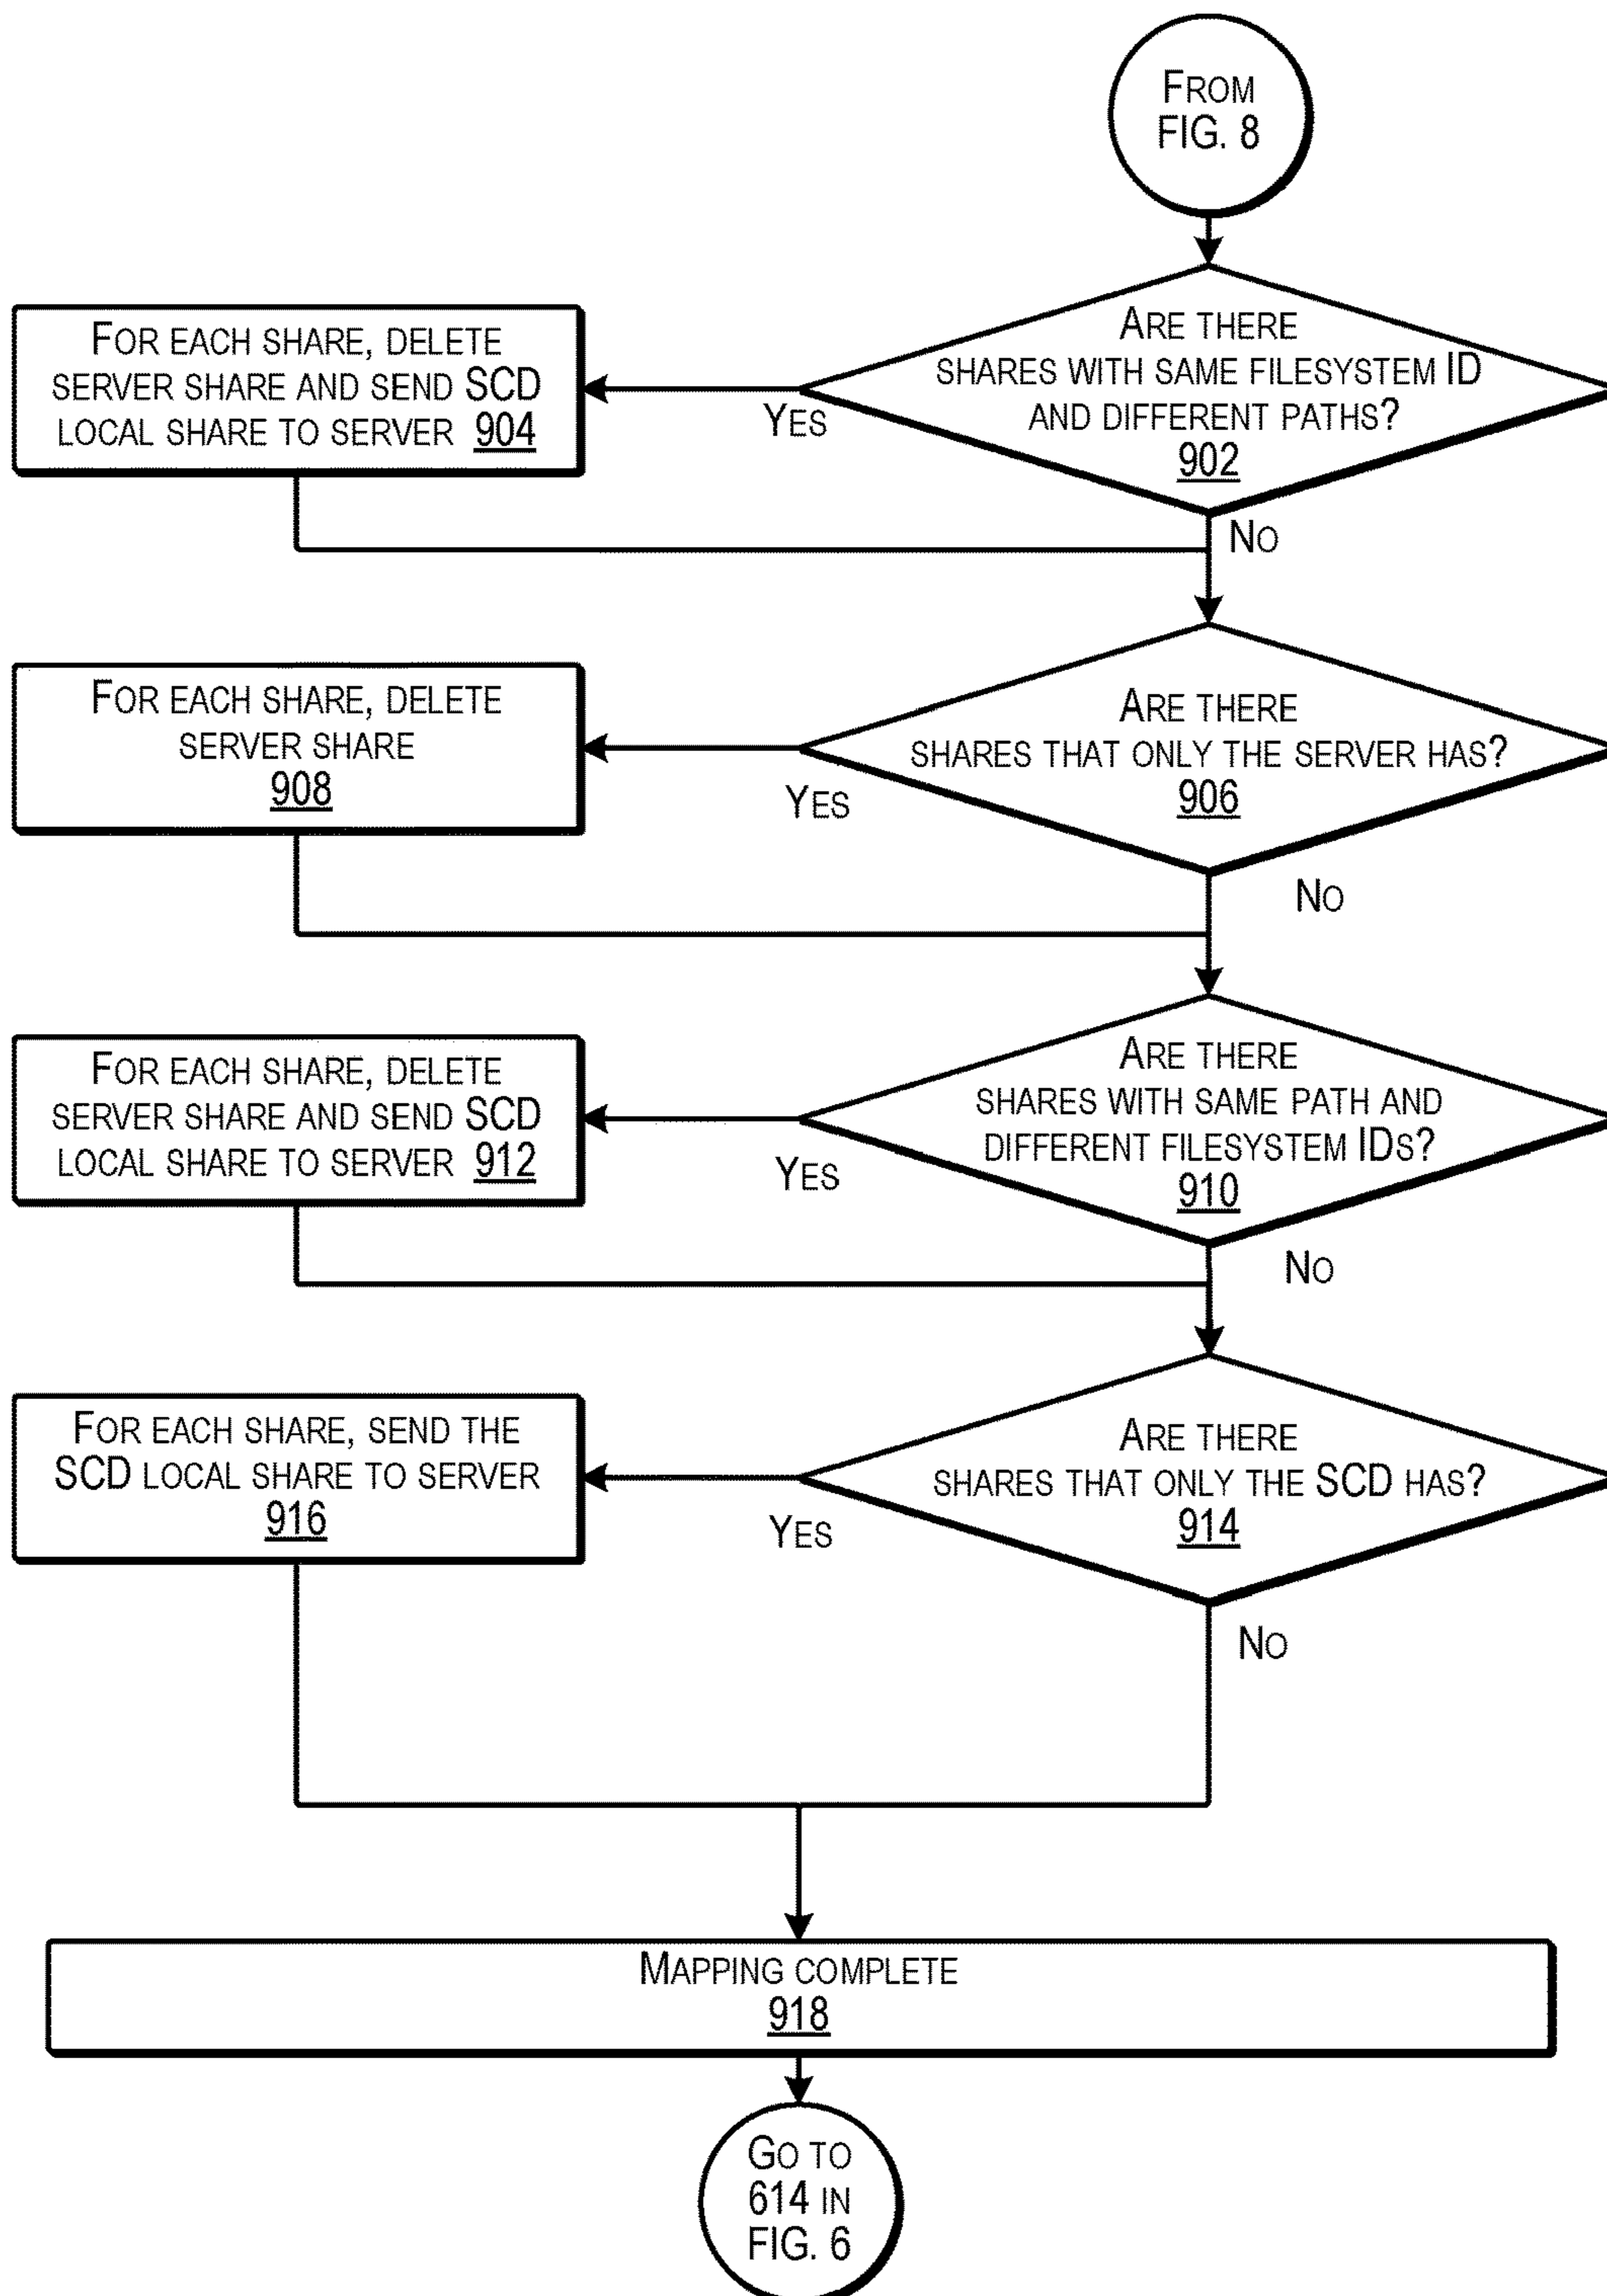 FROM
FIG. 8
ARE THERE
SHARES WITH SAME FILESYSTEM ID
AND DIFFERENT PATHS?
902
YES
NO
FOR EACH SHARE, DELETE
SERVER SHARE AND SEND SCD
LOCAL SHARE TO SERVER 904
ARE THERE
SHARES THAT ONLY THE SERVER HAS?
906
YES
NO
FOR EACH SHARE, DELETE
SERVER SHARE
908
ARE THERE
SHARES WITH SAME PATH AND
DIFFERENT FILESYSTEM IDS?
910
YES
NO
FOR EACH SHARE, DELETE
SERVER SHARE AND SEND SCD
LOCAL SHARE TO SERVER 912
ARE THERE
SHARES THAT ONLY THE SCD HAS?
914
YES
NO
FOR EACH SHARE, SEND THE
SCD LOCAL SHARE TO SERVER
916
MAPPING COMPLETE
918
GO TO
614 IN
FIG. 6